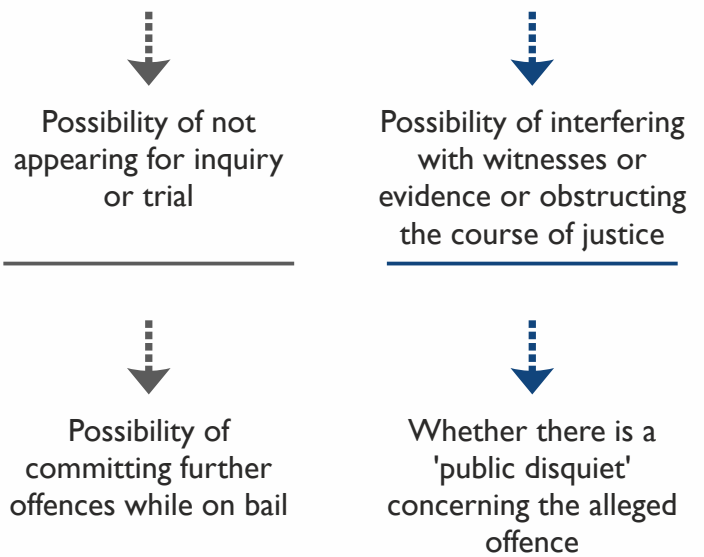 Possibility of not
appearing for inquiry
or trial
Possibility of interfering
with witnesses or
evidence or obstructing
the course of justice
Possibility of
committing further
offences while on bail
Whether there is a
'public disquiet'
concerning the alleged
offence